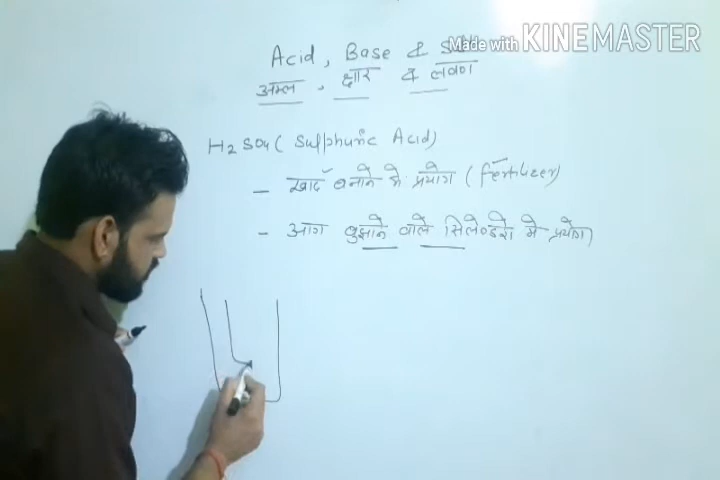 Made with KINEMASTER
Acid, Base &
अम्ल, क्षार व लवण
H2SO4 (Sulphuric Acid)
- खाद बनाने मे प्रयोग (fertilizer)
- आग बुझाने वाले सिलेण्डरो मे प्रयोग